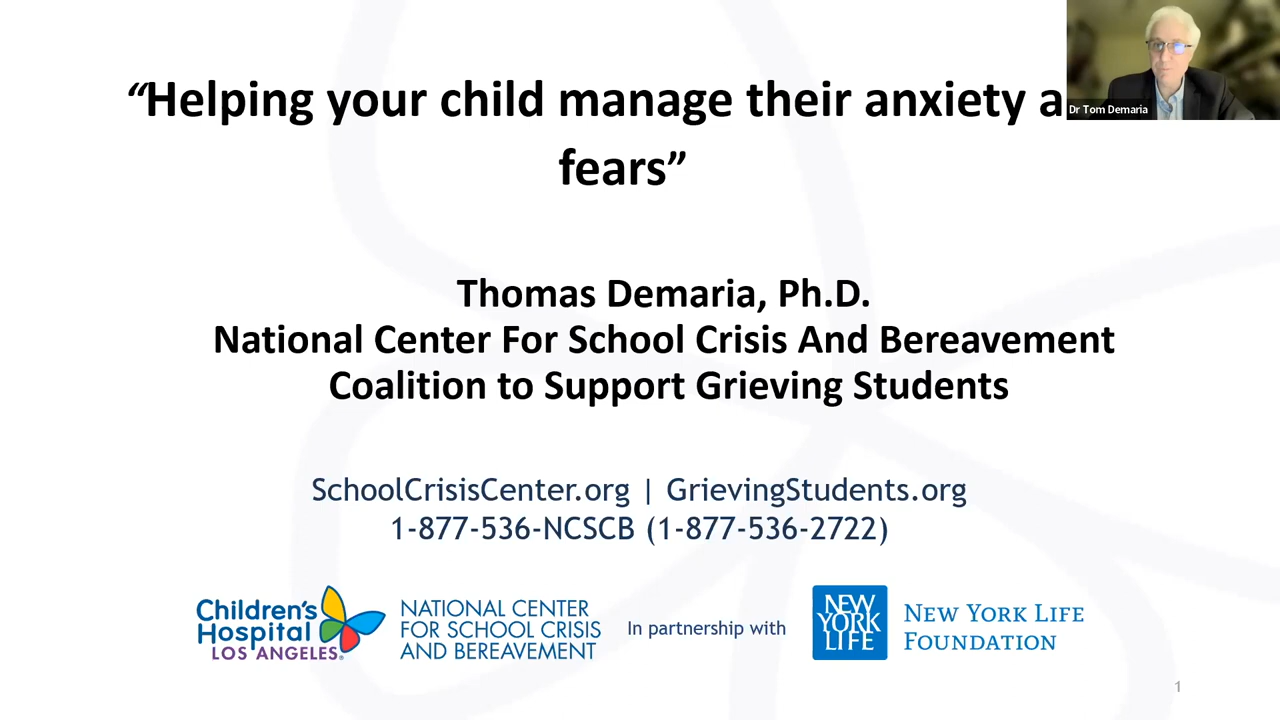 “Helping your child manage their anxiety a
fears”
Dr Tom Demaria
Thomas Demaria, Ph.D.
National Center For School Crisis And Bereavement
Coalition to Support Grieving Students
SchoolCrisisCenter.org | GrievingStudents.org
1-877-536-NCSCB (1-877-536-2722)
Children's
Hospital
LOS ANGELES®
NATIONAL CENTER
FOR SCHOOL CRISIS
AND BEREAVEMENT
In partnership with
NEW
YORK
LIFE
NEW YORK LIFE
FOUNDATION
1